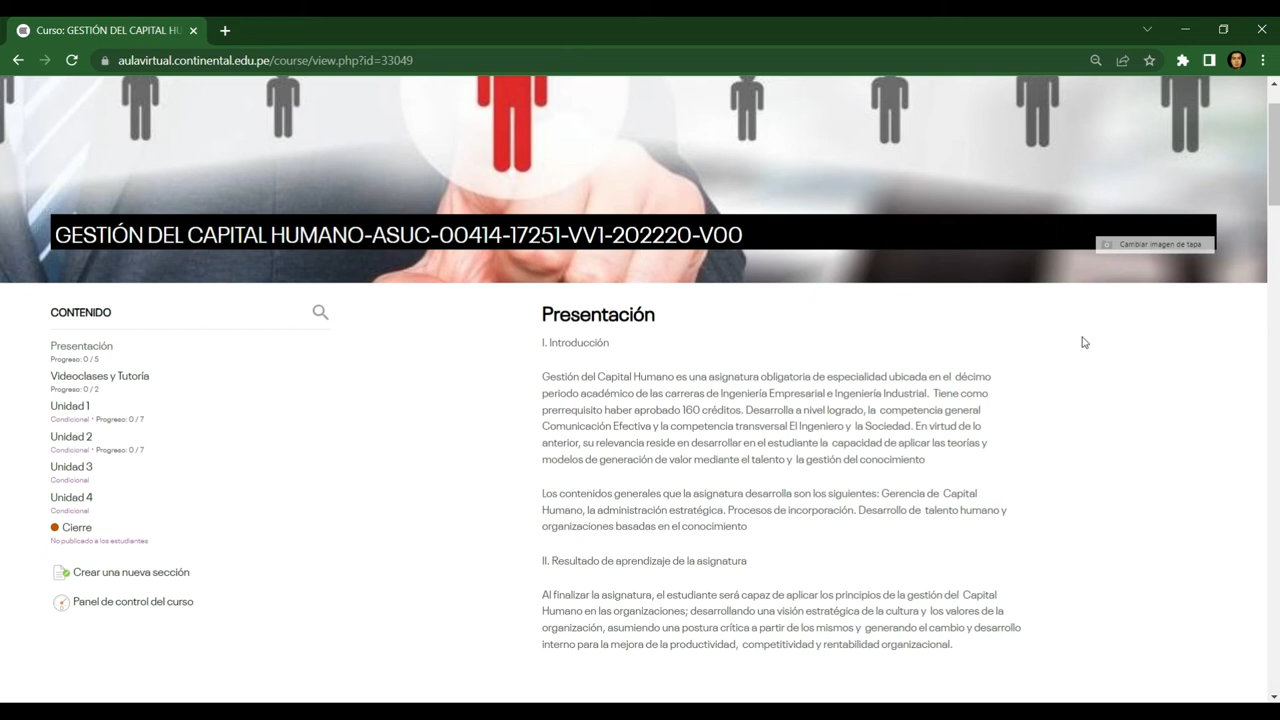 Curso: GESTIÓN DEL CAPITAL HU
aulavirtual.continental.edu.pe/course/view.php?id=33049
GESTIÓN DEL CAPITAL HUMANO-ASUC-00414-17251-VV1-202220-V00
Cambiar imagen de tapa
CONTENIDO
Presentación
Progreso: 0 / 5
Videoclases y Tutoría
Progreso: 0 / 2
Unidad 1
Condicional · Progreso: 0 / 7
Unidad 2
Condicional · Progreso: 0 / 7
Unidad 3
Condicional
Unidad 4
Condicional
Cierre
No publicado a los estudiantes
Crear una nueva sección
Panel de control del curso
Presentación
I. Introducción
Gestión del Capital Humano es una asignatura obligatoria de especialidad ubicada en el décimo
periodo académico de las carreras de Ingeniería Empresarial e Ingeniería Industrial. Tiene como
prerrequisito haber aprobado 160 créditos. Desarrolla a nivel logrado, la competencia general
Comunicación Efectiva y la competencia transversal El Ingeniero y la Sociedad. En virtud de lo
anterior, su relevancia reside en desarrollar en el estudiante la capacidad de aplicar las teorías y
modelos de generación de valor mediante el talento y la gestión del conocimiento
Los contenidos generales que la asignatura desarrolla son los siguientes: Gerencia de Capital
Humano, la administración estratégica. Procesos de incorporación. Desarrollo de talento humano y
organizaciones basadas en el conocimiento
II. Resultado de aprendizaje de la asignatura
Al finalizar la asignatura, el estudiante será capaz de aplicar los principios de la gestión del Capital
Humano en las organizaciones; desarrollando una visión estratégica de la cultura y los valores de la
organización, asumiendo una postura crítica a partir de los mismos y generando el cambio y desarrollo
interno para la mejora de la productividad, competitividad y rentabilidad organizacional.